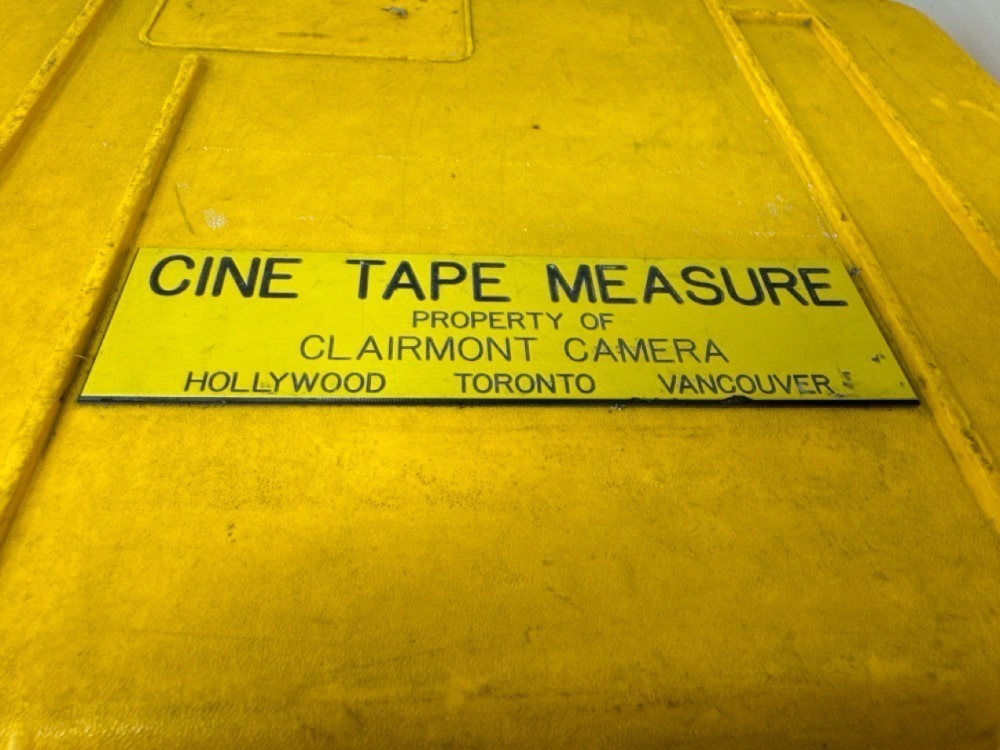 CINE TAPE MEASURE
PROPERTY OF
CLAIRMONT CAMERA
HOLLYWOOD TORONTO VANCOUVER